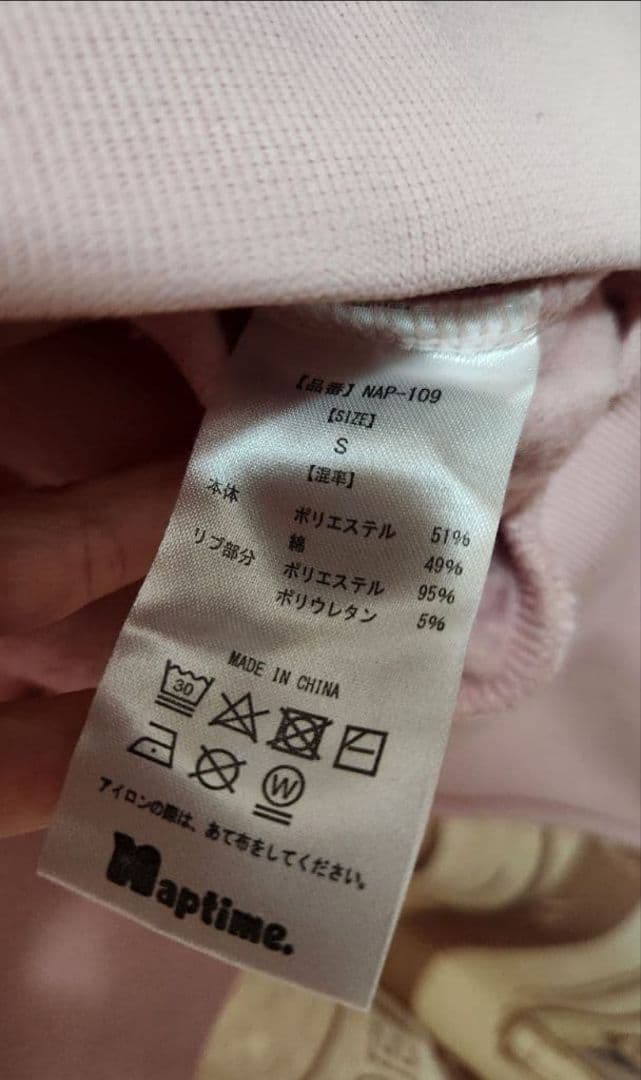 【品番】NAP-109
【SIZE】
S
【混率】
本体 ポリエステル 51%
綿 49%
リブ部分 ポリエステル 95%
ポリウレタン 5%
MADE IN CHINA
30
W
アイロンの際は、あて布をしてください。
Naptime.